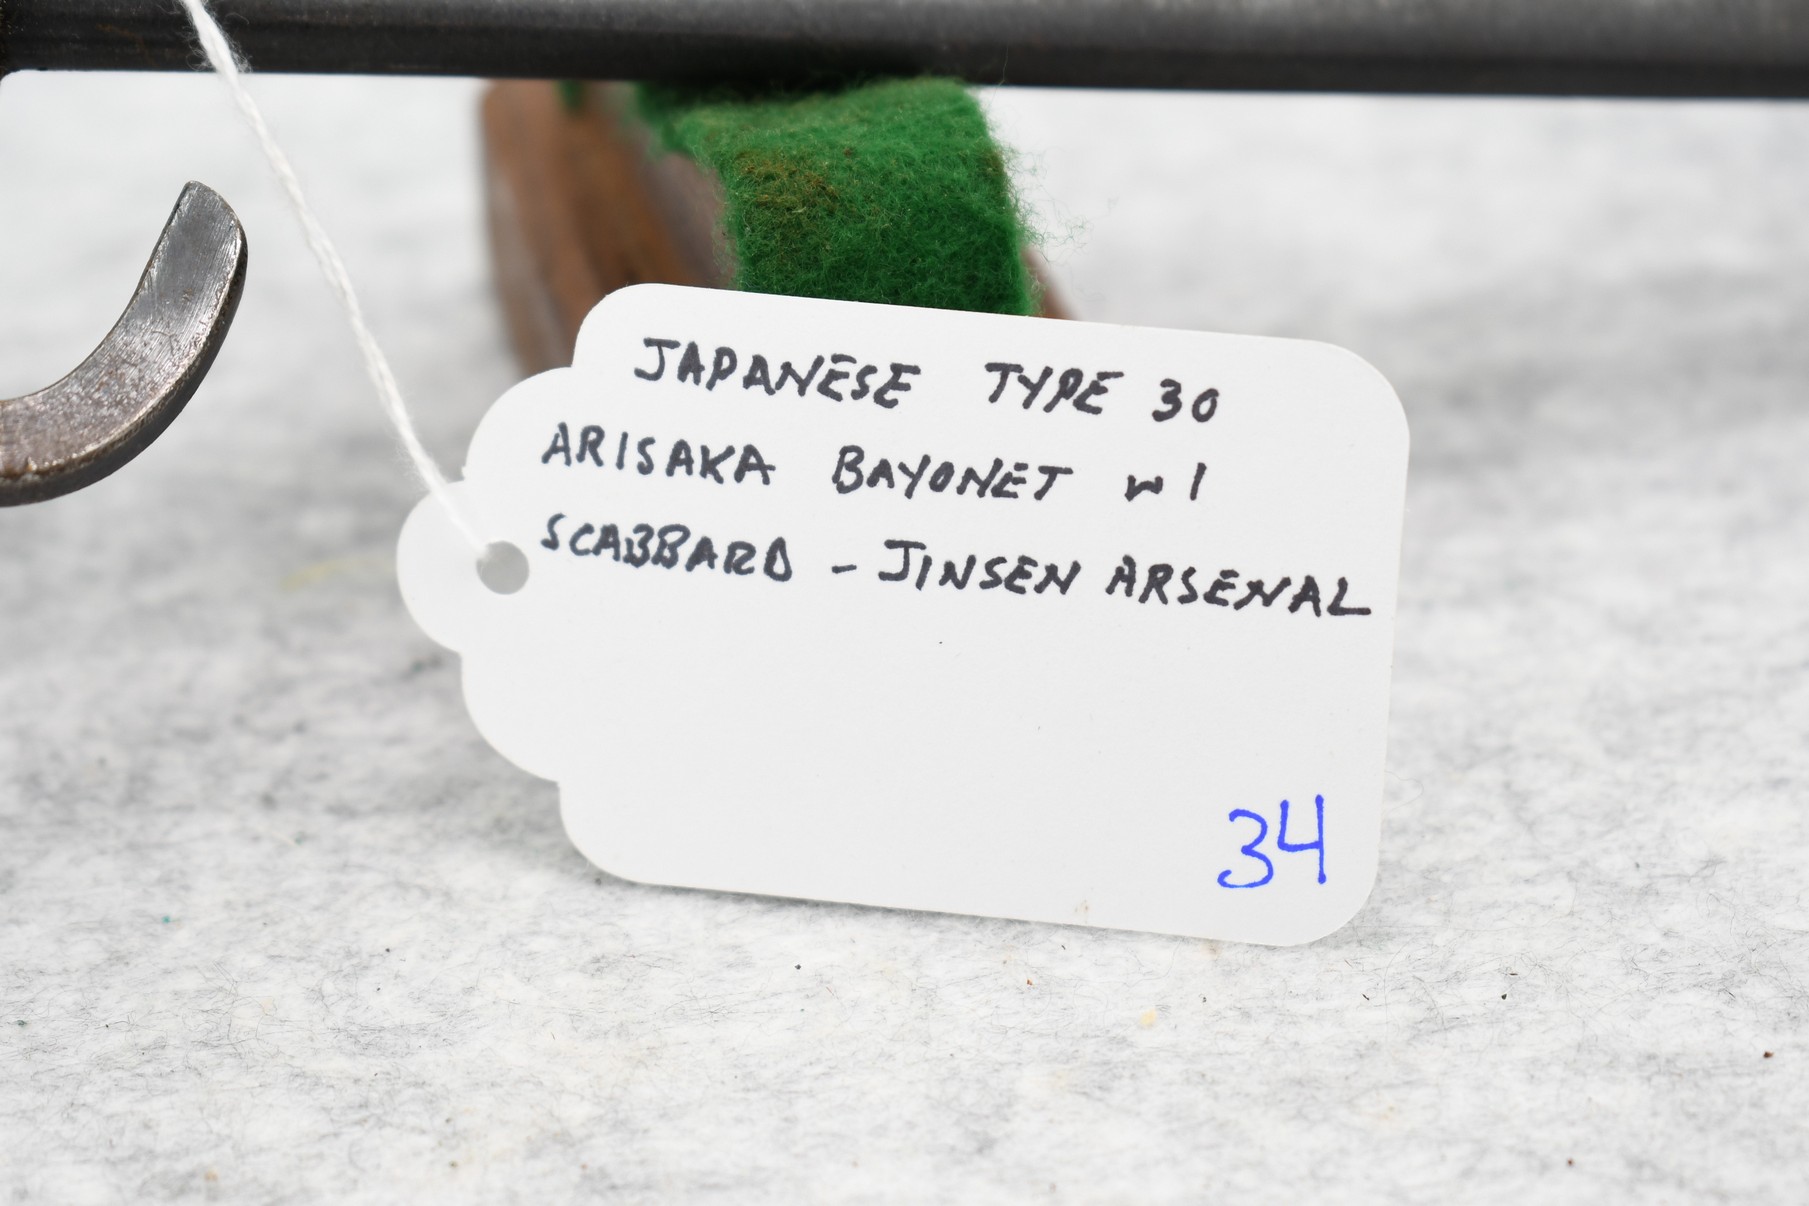 JAPANESE TYPE 30
ARISAKA BAYONET w/
SCABBARD - JINSEN ARSENAL
34